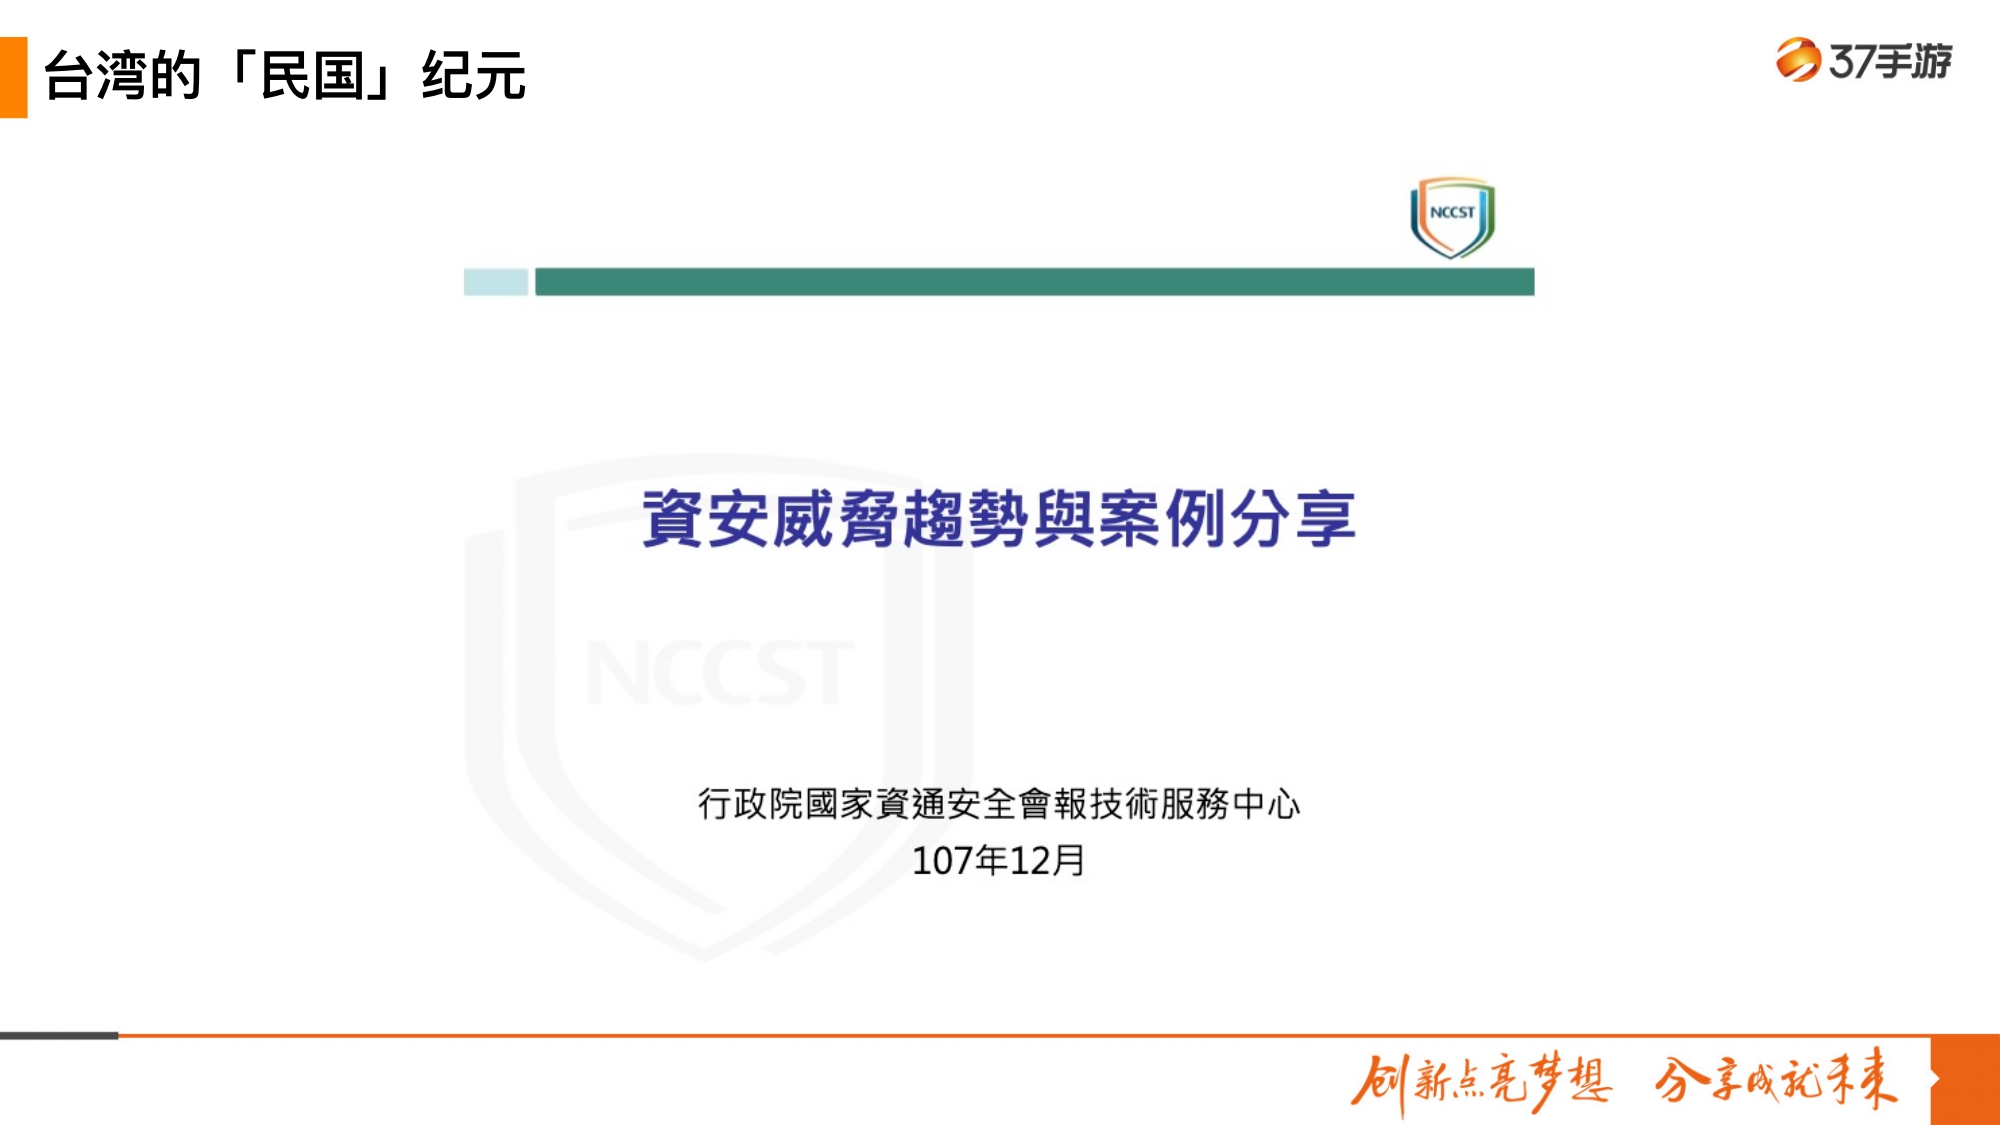 台湾的「民国」纪元
37手游
NCCST
資安威脅趨勢與案例分享
NCCST
行政院國家資通安全會報技術服務中心
107年12月
创新点亮梦想 分享成就未来